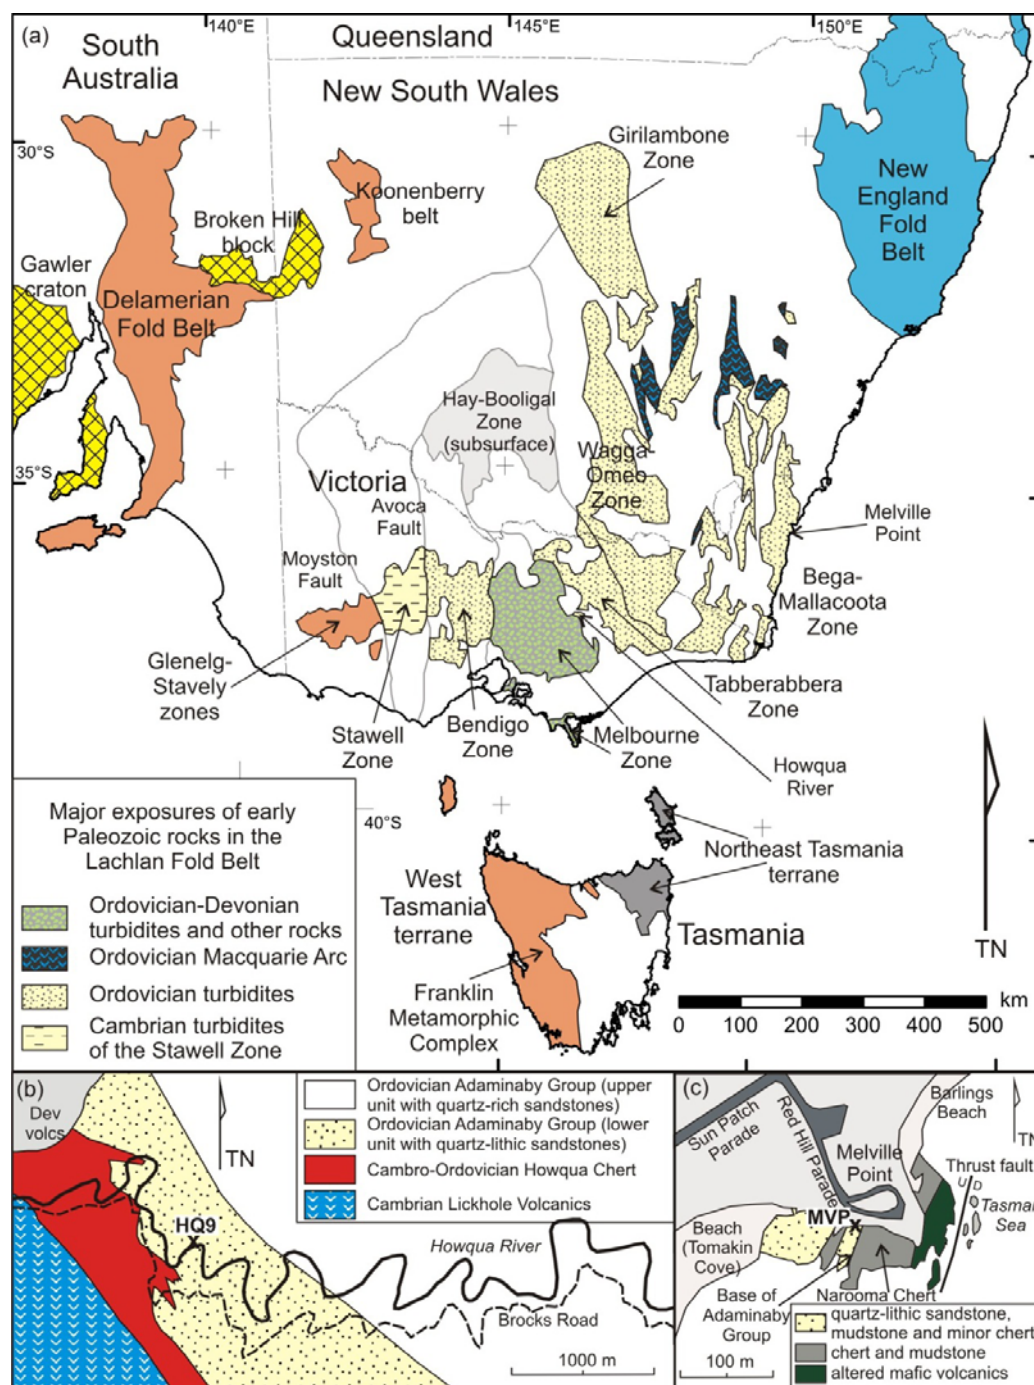 (a)
140°E
145°E
150°E
South
Australia
Queensland
New South Wales
Girilambone
Zone
30°S
Koonenberry
belt
New
England
Fold
Belt
Broken Hill
block
Gawler
craton
Delamerian
Fold Belt
Hay-Booligal
Zone
(subsurface)
Wagga-
Omeo
Zone
35°S
Victoria
Avoca
Fault
Melville
Point
Moyston
Fault
Bega-
Mallacoota
Zone
Glenelg-
Stavely
zones
Tabberabbera
Zone
Stawell
Zone
Bendigo
Zone
Melbourne
Zone
Howqua
River
Major exposures of early
Paleozoic rocks in the
Lachlan Fold Belt
Ordovician-Devonian
turbidites and other rocks
Ordovician Macquarie Arc
Ordovician turbidites
Cambrian turbidites
of the Stawell Zone
40°S
Northeast Tasmania
terrane
West
Tasmania
terrane
Tasmania
Franklin
Metamorphic
Complex
TN
km
0 100 200 300 400 500
(b)
Dev
volcs
TN
Ordovician Adaminaby Group (upper
unit with quartz-rich sandstones)
Ordovician Adaminaby Group (lower
unit with quartz-lithic sandstones)
Cambro-Ordovician Howqua Chert
Cambrian Lickhole Volcanics
HQ9
Howqua River
Brocks Road
1000 m
(c)
Barlings
Beach
TN
Sun Patch
Parade
Red Hill Parade
Melville
Point
Thrust fault
U D
Tasman
Sea
MVP
Beach
(Tomakin
Cove)
Base of
Adaminaby
Group
Narooma Chert
quartz-lithic sandstone,
mudstone and minor chert
chert and mudstone
altered mafic volcanics
100 m